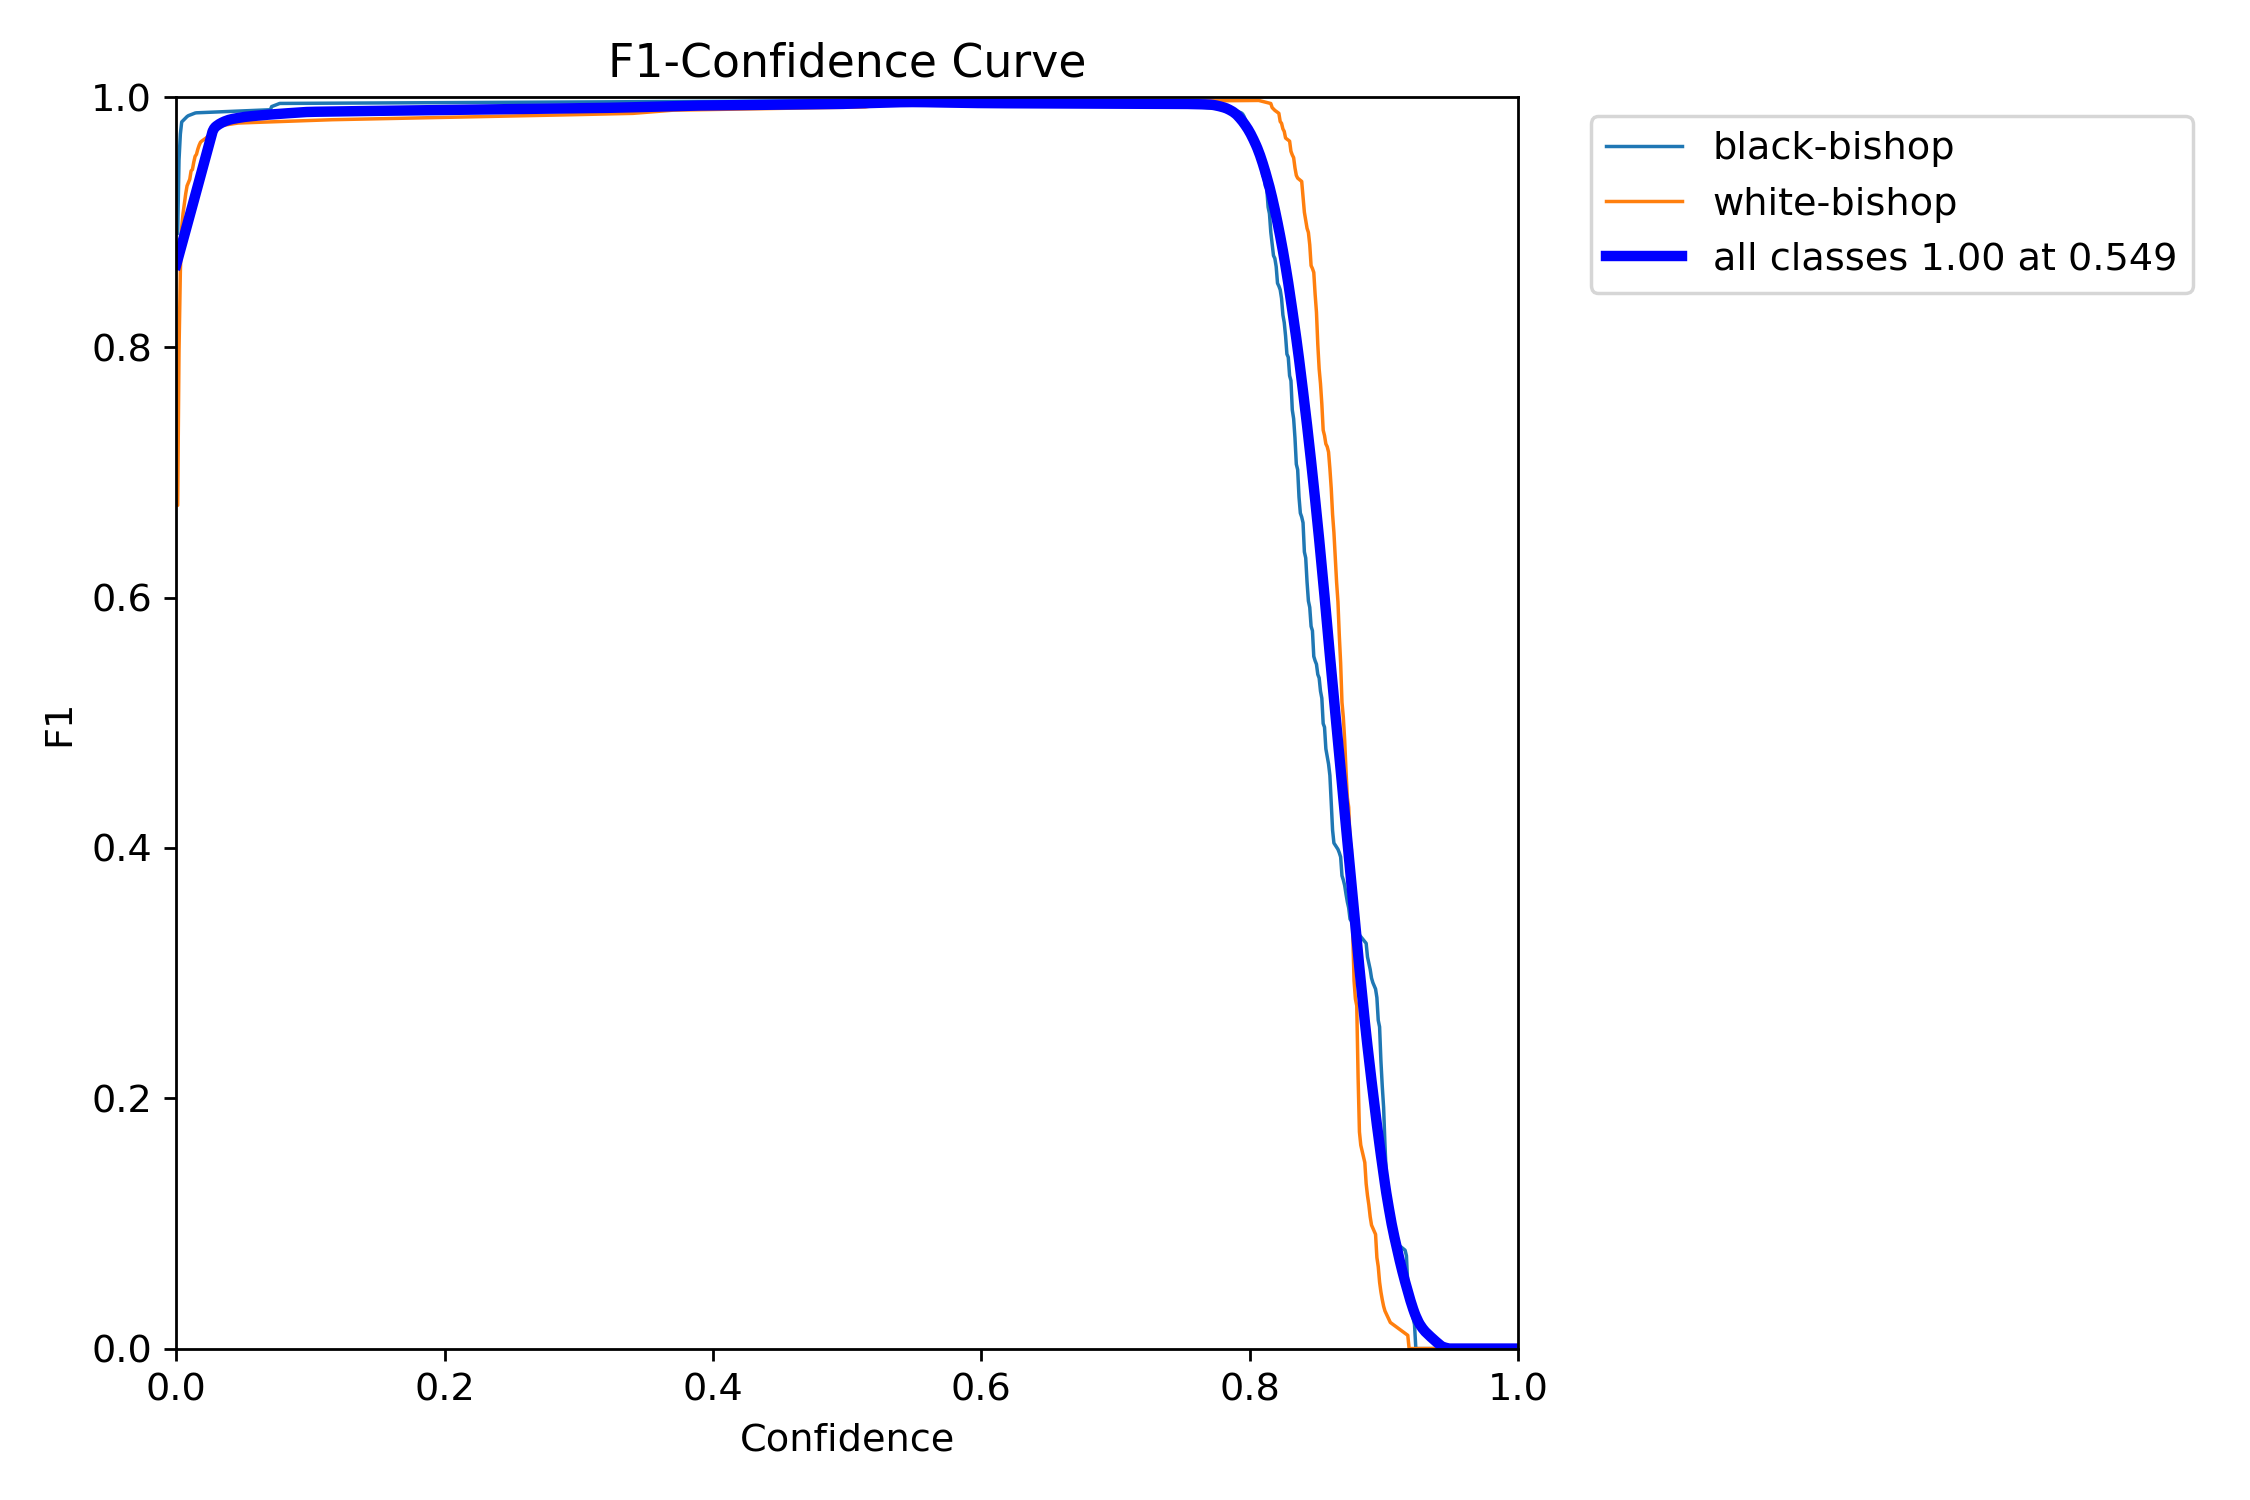 F1-Confidence Curve
1.0
0.8
0.6
0.4
0.2
0.0
F1
0.0 0.2 0.4 0.6 0.8 1.0
Confidence
black-bishop
white-bishop
all classes 1.00 at 0.549